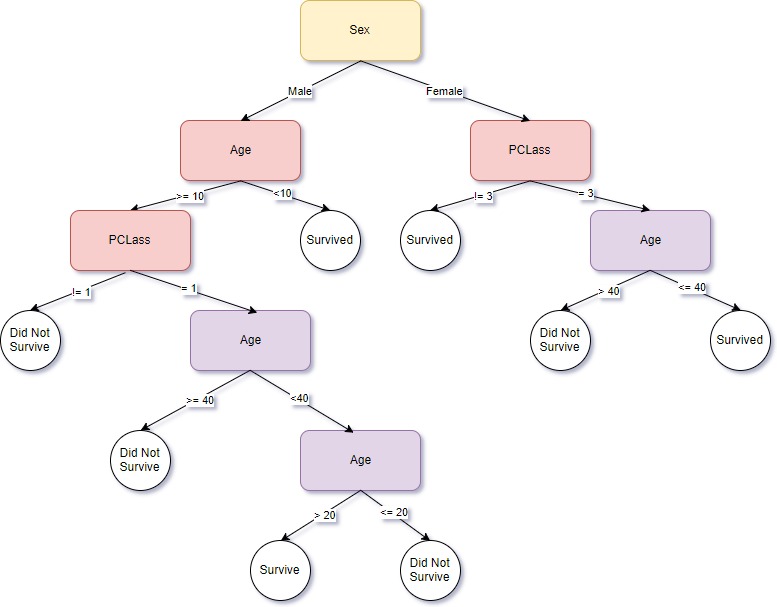 Sex
Male
Female
Age
PCLass
>= 10
<10
!= 3
= 3
PCLass
Survived
Survived
Age
!= 1
= 1
> 40
<= 40
Did Not
Survive
Age
Did Not
Survive
Survived
>= 40
<40
Did Not
Survive
Age
> 20
<= 20
Survive
Did Not
Survive